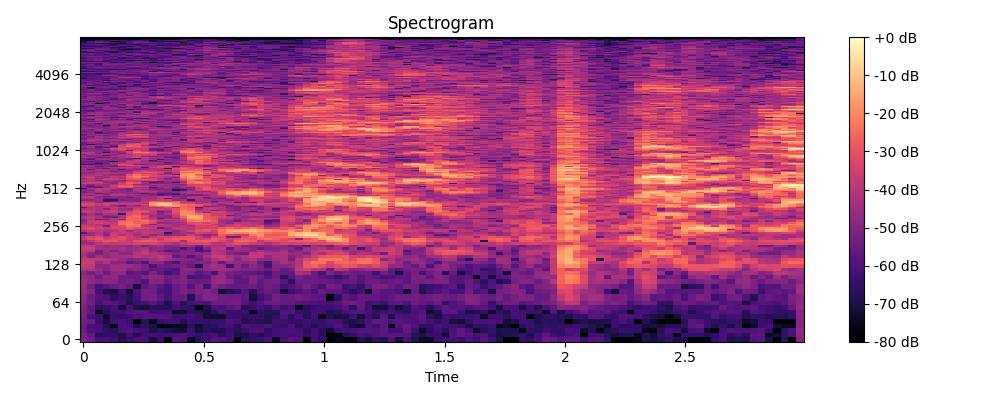 Spectrogram
4096
2048
1024
512
256
128
64
0
Hz
0
0.5
1
1.5
2
2.5
Time
+0 dB
-10 dB
-20 dB
-30 dB
-40 dB
-50 dB
-60 dB
-70 dB
-80 dB